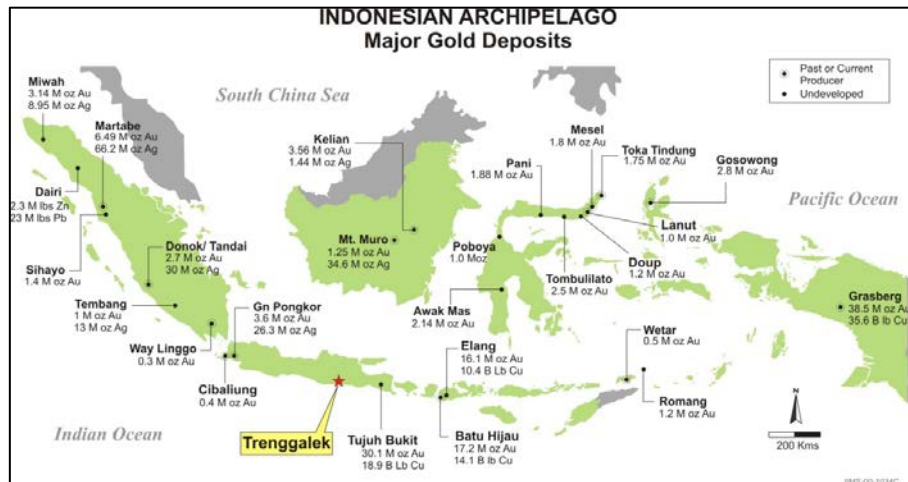 INDONESIAN ARCHIPELAGO
Major Gold Deposits
Past or Current
Producer
Undeveloped
South China Sea
Pacific Ocean
Indian Ocean
Miwah
3.14 M oz Au
8.95 M oz Ag
Martabe
6.49 M oz Au
66.2 M oz Ag
Dairi
2.3 M lbs Zn
23 M lbs Pb
Sihayo
1.4 M oz Au
Donok/ Tandai
2.7 M oz Au
30 M oz Ag
Tembang
1 M oz Au
13 M oz Ag
Way Linggo
0.3 M oz Au
Gn Pongkor
3.6 M oz Au
26.3 M oz Ag
Cibaliung
0.4 M oz Au
Trenggalek
Tujuh Bukit
30.1 M oz Au
18.9 B Lb Cu
Kelian
3.56 M oz Au
1.44 M oz Ag
Mt. Muro
1.25 M oz Au
34.6 M oz Ag
Mesel
1.8 M oz Au
Toka Tindung
1.75 M oz Au
Pani
1.88 M oz Au
Gosowong
2.8 M oz Au
Lanut
1.0 M oz Au
Poboya
1.0 Moz
Doup
1.2 M oz Au
Tombulilato
2.5 M oz Au
Awak Mas
2.14 M oz Au
Elang
16.1 M oz Au
10.4 B Lb Cu
Batu Hijau
17.2 M oz Au
14.1 B lb Cu
Wetar
0.5 M oz Au
Romang
1.2 M oz Au
Grasberg
38.5 M oz Au
35.6 B lb Cu
N
200 Kms